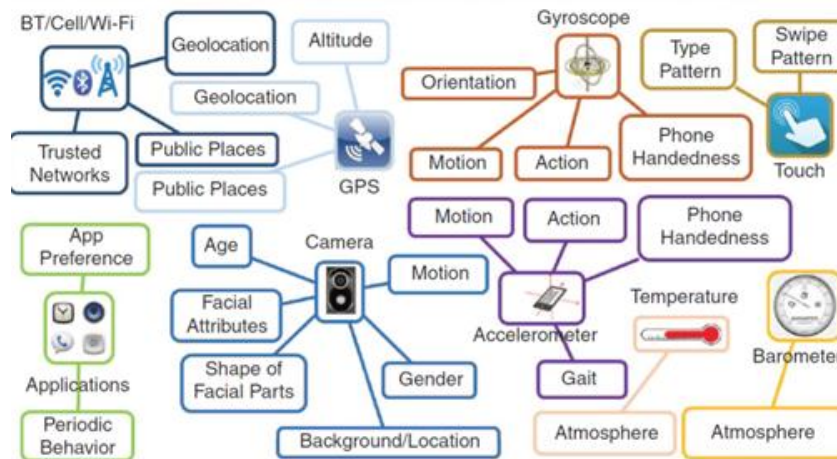 BT/Cell/Wi-Fi
Geolocation
Altitude
Geolocation
Trusted
Networks
Public Places
Public Places
GPS
Gyroscope
Orientation
Motion
Action
Phone
Handedness
Type
Pattern
Swipe
Pattern
Touch
App
Preference
Applications
Periodic
Behavior
Camera
Age
Motion
Facial
Attributes
Shape of
Facial Parts
Gender
Background/Location
Motion
Action
Phone
Handedness
Accelerometer
Gait
Temperature
Atmosphere
Barometer
Atmosphere